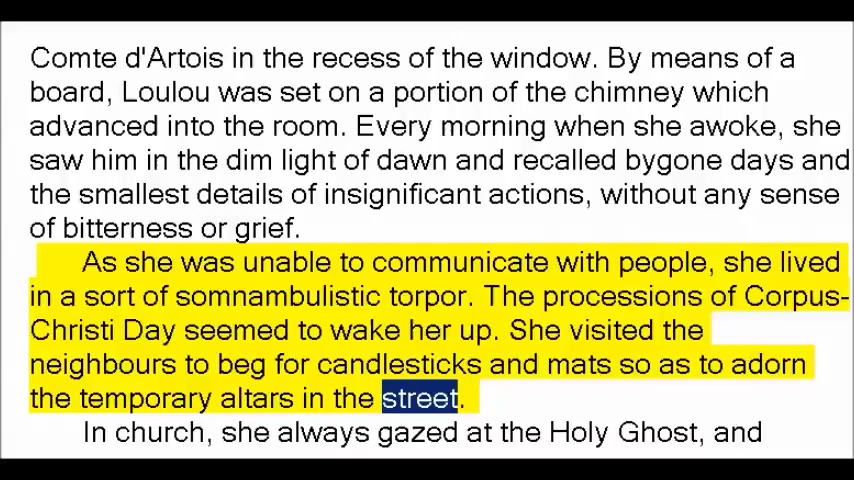 Comte d'Artois in the recess of the window. By means of a
board, Loulou was set on a portion of the chimney which
advanced into the room. Every morning when she awoke, she
saw him in the dim light of dawn and recalled bygone days and
the smallest details of insignificant actions, without any sense
of bitterness or grief.
As she was unable to communicate with people, she lived
in a sort of somnambulistic torpor. The processions of Corpus-
Christi Day seemed to wake her up. She visited the
neighbours to beg for candlesticks and mats so as to adorn
the temporary altars in the street.
In church, she always gazed at the Holy Ghost, and